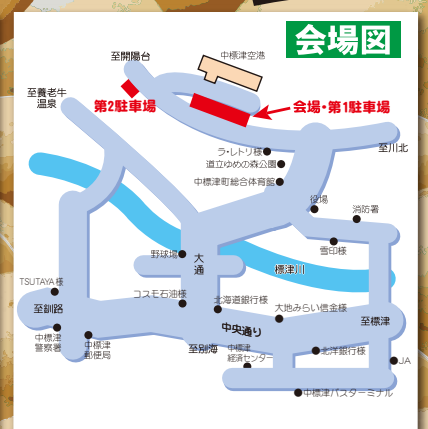 会場図
至開陽台
中標津空港
至養老牛
温泉
第2駐車場
会場・第1駐車場
ラ・レトリ様
至川北
道立ゆめの森公園
中標津町総合体育館
役場
消防署
野球場
大通
雪印様
標津川
TSUTAYA様
コスモ石油様
北海道銀行様
至釧路
大地みらい信金様
至標津
中央通り
中標津
警察署
中標津
郵便局
至別海
中標津
経済センター
北洋銀行様
JA
中標津バスターミナル